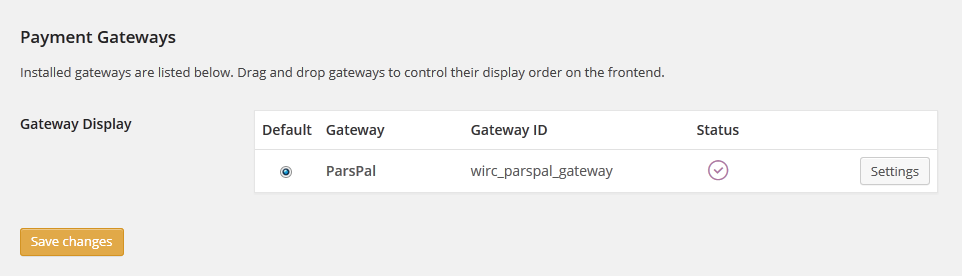 Payment Gateways
Installed gateways are listed below. Drag and drop gateways to control their display order on the frontend.
Gateway Display
Default Gateway Gateway ID Status
ParsPal wirc_parspal_gateway Settings
Save changes